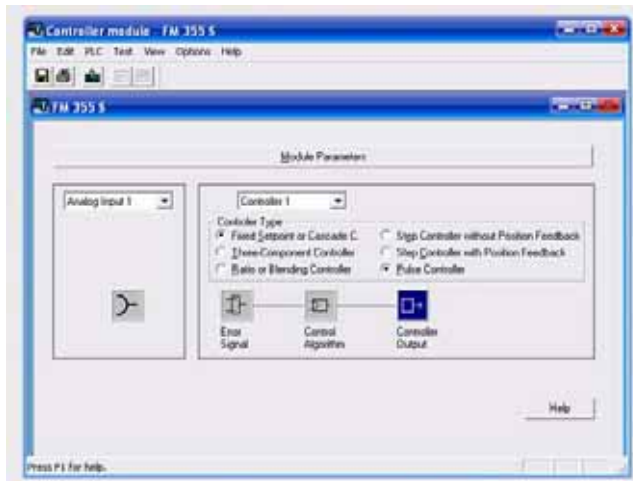 Controller module - FM 355 S
File Edit PLC Test View Options Help
FM 355 S
Module Parameters
Analog Input 1
Controller 1
Controller Type
Fixed Setpoint or Cascade C.
Step Controller without Position Feedback
Three-Component Controller
Step Controller with Position Feedback
Ratio or Blending Controller
Pulse Controller
Error Signal
Control Algorithm
Controller Output
Help
Press F1 for help.